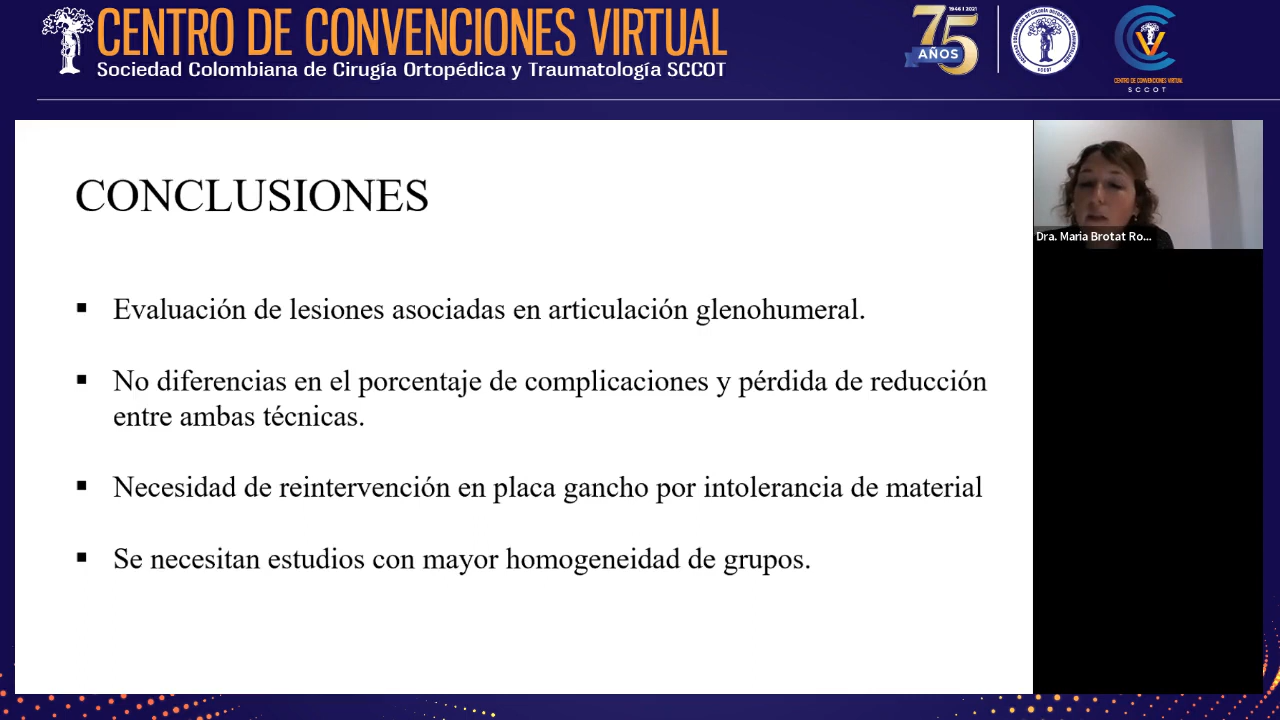 CENTRO DE CONVENCIONES VIRTUAL
Sociedad Colombiana de Cirugía Ortopédica y Traumatología SCCOT
1946 I 2021
75
AÑOS
SCCOT
CENTRO DE CONVENCIONES VIRTUAL
SCCOT
CONCLUSIONES
Dra. Maria Brotat Ro...
▪ Evaluación de lesiones asociadas en articulación glenohumeral.
▪ No diferencias en el porcentaje de complicaciones y pérdida de reducción
entre ambas técnicas.
▪ Necesidad de reintervención en placa gancho por intolerancia de material
▪ Se necesitan estudios con mayor homogeneidad de grupos.